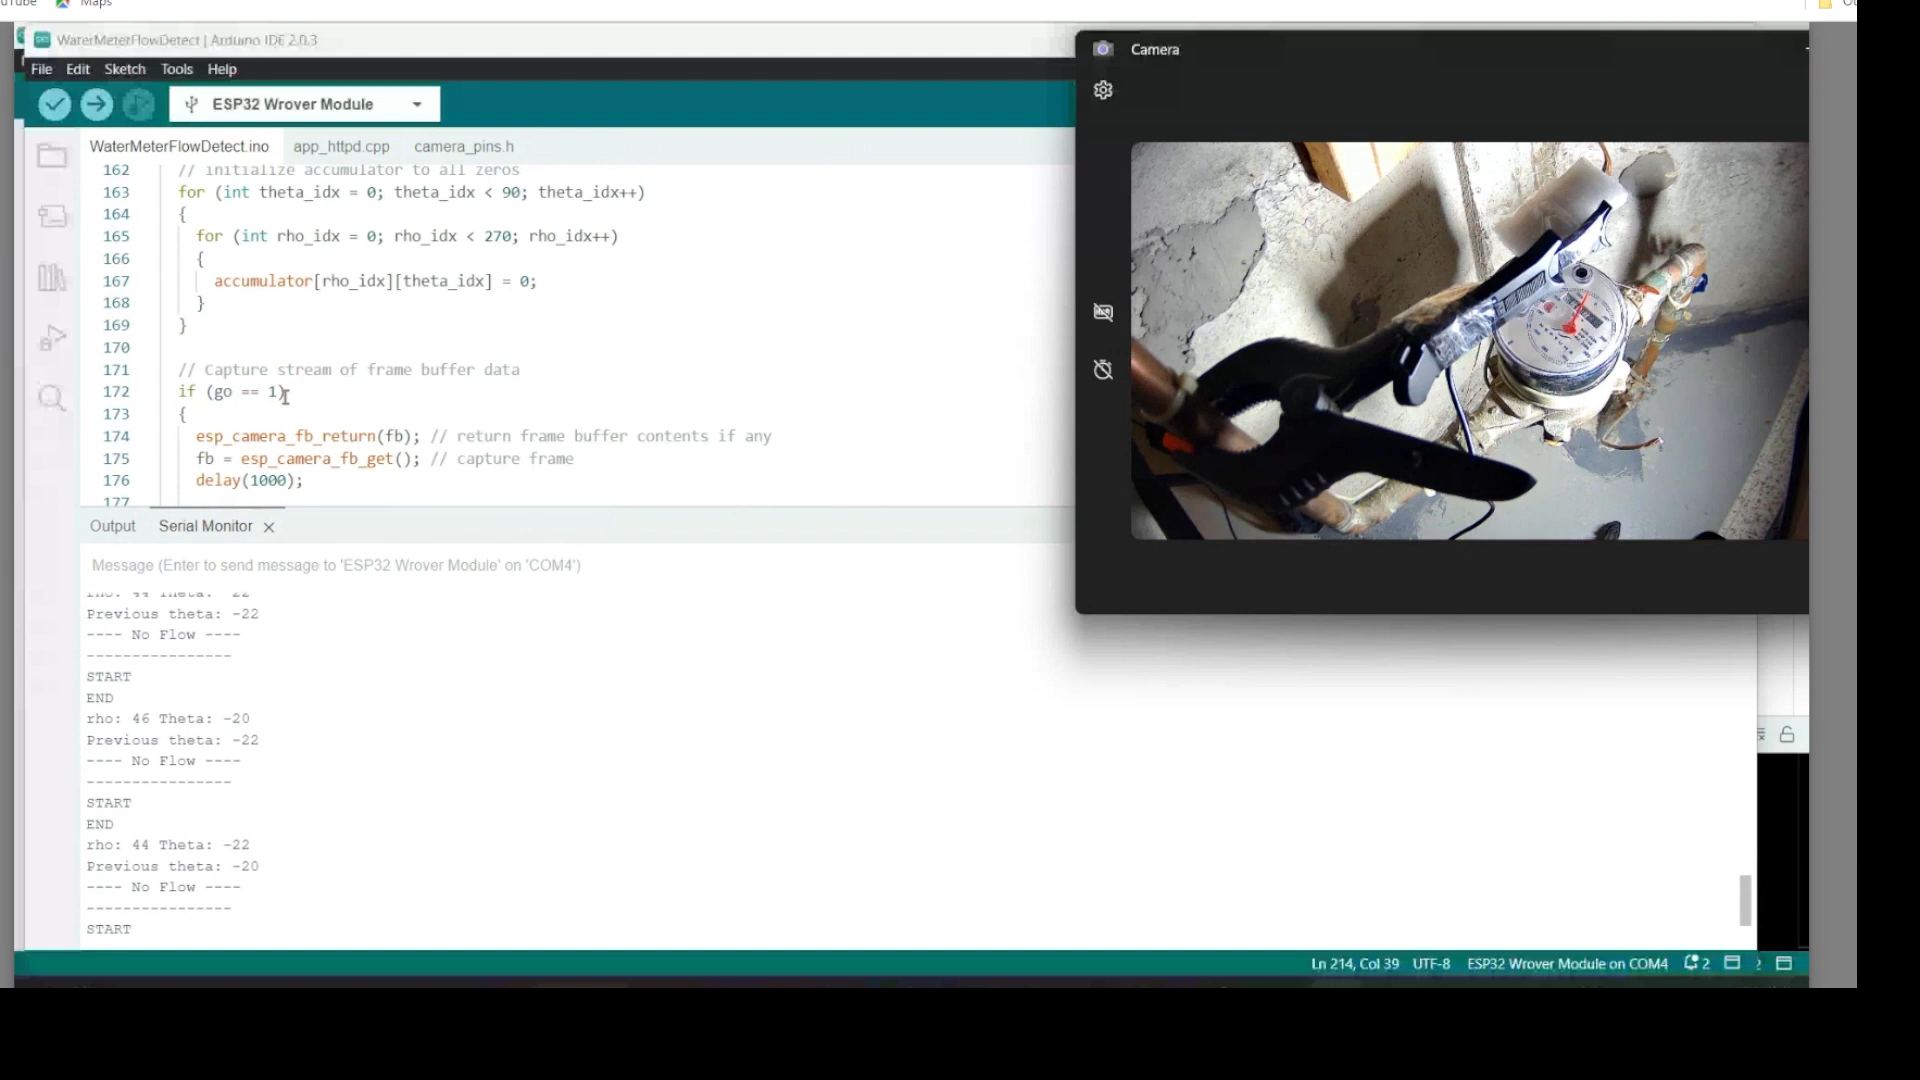 Maps
WaterMeterFlowDetect | Arduino IDE 2.0.3
File Edit Sketch Tools Help
ESP32 Wrover Module
WaterMeterFlowDetect.ino app_httpd.cpp camera_pins.h
162 // initialize accumulator to all zeros
163 for (int theta_idx = 0; theta_idx < 90; theta_idx++)
164 {
165 for (int rho_idx = 0; rho_idx < 270; rho_idx++)
166 {
167 accumulator[rho_idx][theta_idx] = 0;
168 }
169 }
170
171 // Capture stream of frame buffer data
172 if (go == 1)
173 {
174 esp_camera_fb_return(fb); // return frame buffer contents if any
175 fb = esp_camera_fb_get(); // capture frame
176 delay(1000);
177
Output Serial Monitor
Message (Enter to send message to 'ESP32 Wrover Module' on 'COM4')
Previous theta: -22
---- No Flow ----
----------------
START
END
rho: 46 Theta: -20
Previous theta: -22
---- No Flow ----
----------------
START
END
rho: 44 Theta: -22
Previous theta: -20
---- No Flow ----
----------------
START
Ln 214, Col 39 UTF-8 ESP32 Wrover Module on COM4 2
Camera